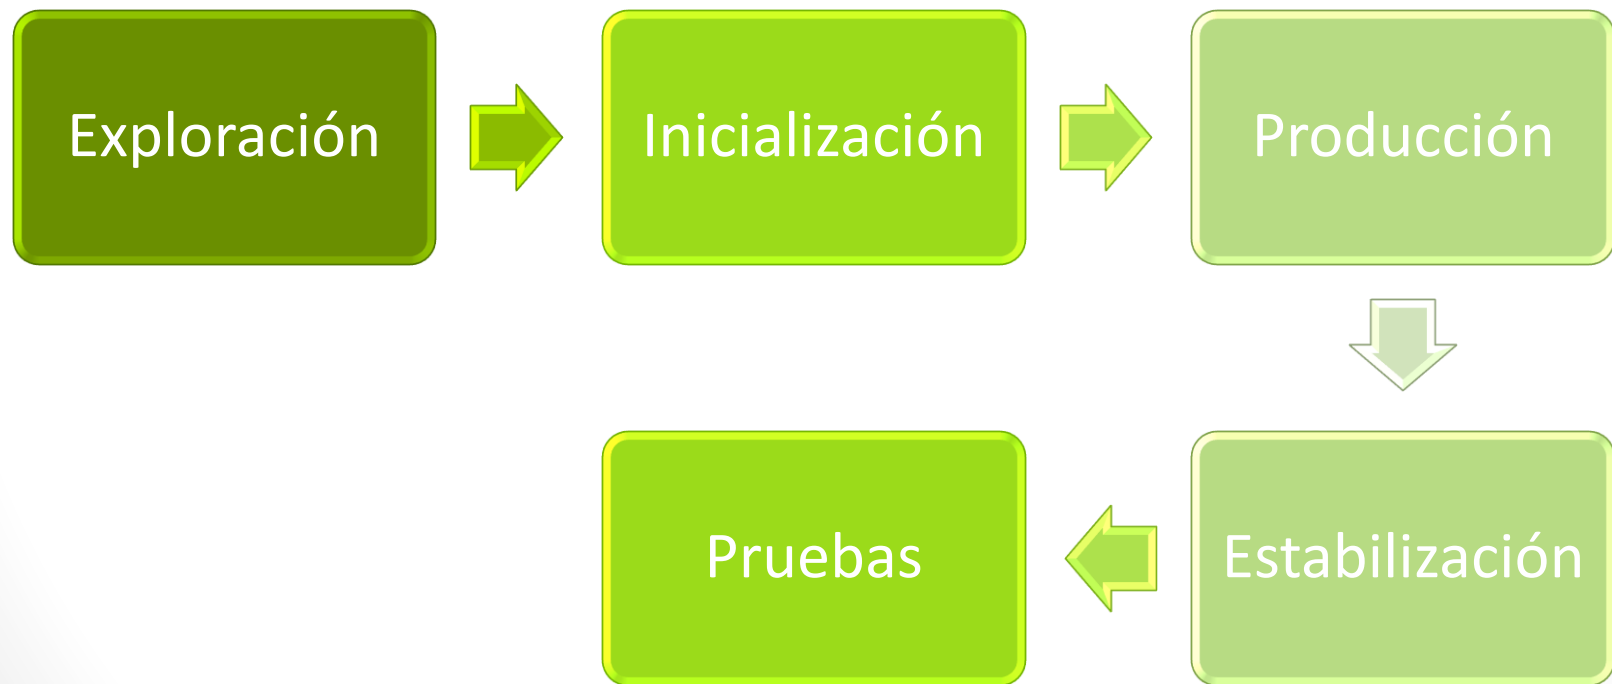 Exploración
Inicialización
Producción
Estabilización
Pruebas